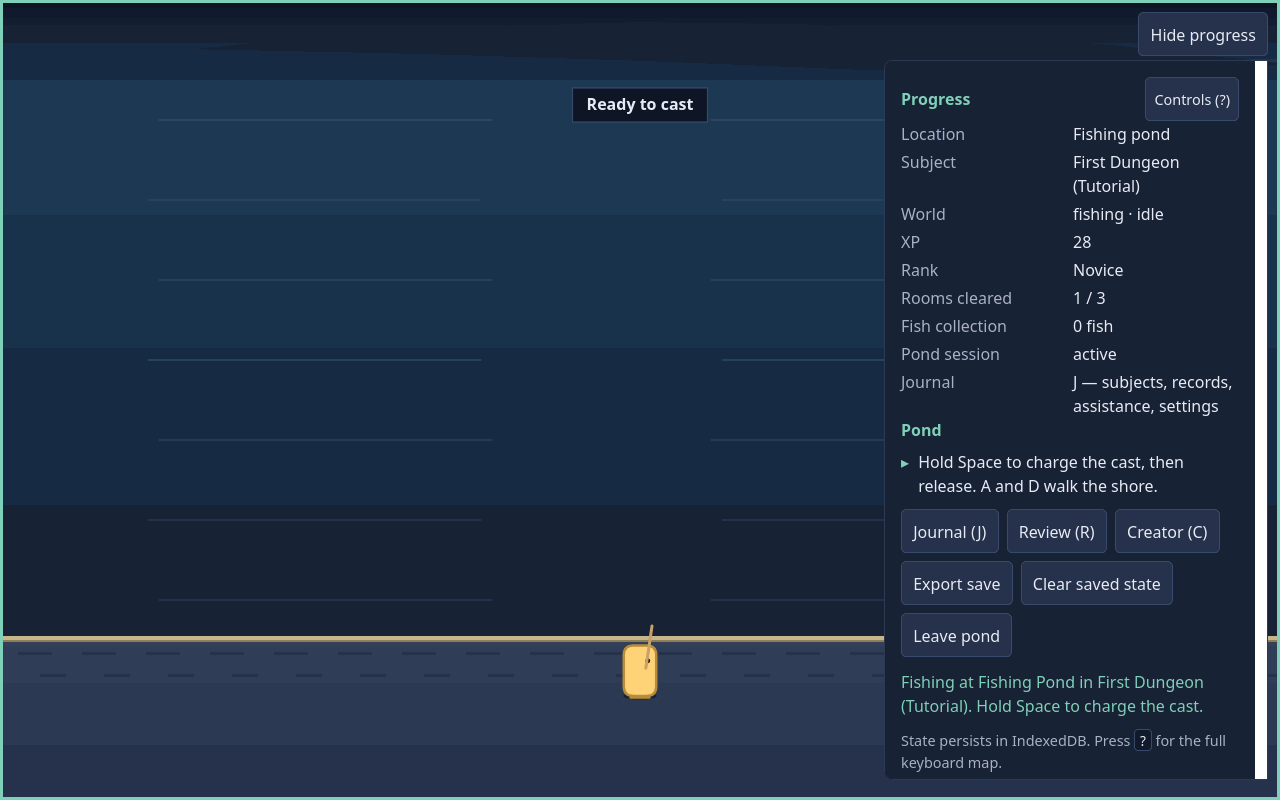 Hide progress
Ready to cast
Progress
Controls (?)
Location
Fishing pond
Subject
First Dungeon
(Tutorial)
World
fishing · idle
XP
28
Rank
Novice
Rooms cleared
1 / 3
Fish collection
0 fish
Pond session
active
Journal
J — subjects, records,
assistance, settings
Pond
▸ Hold Space to charge the cast, then
release. A and D walk the shore.
Journal (J)
Review (R)
Creator (C)
Export save
Clear saved state
Leave pond
Fishing at Fishing Pond in First Dungeon
(Tutorial). Hold Space to charge the cast.
State persists in IndexedDB. Press ? for the full
keyboard map.